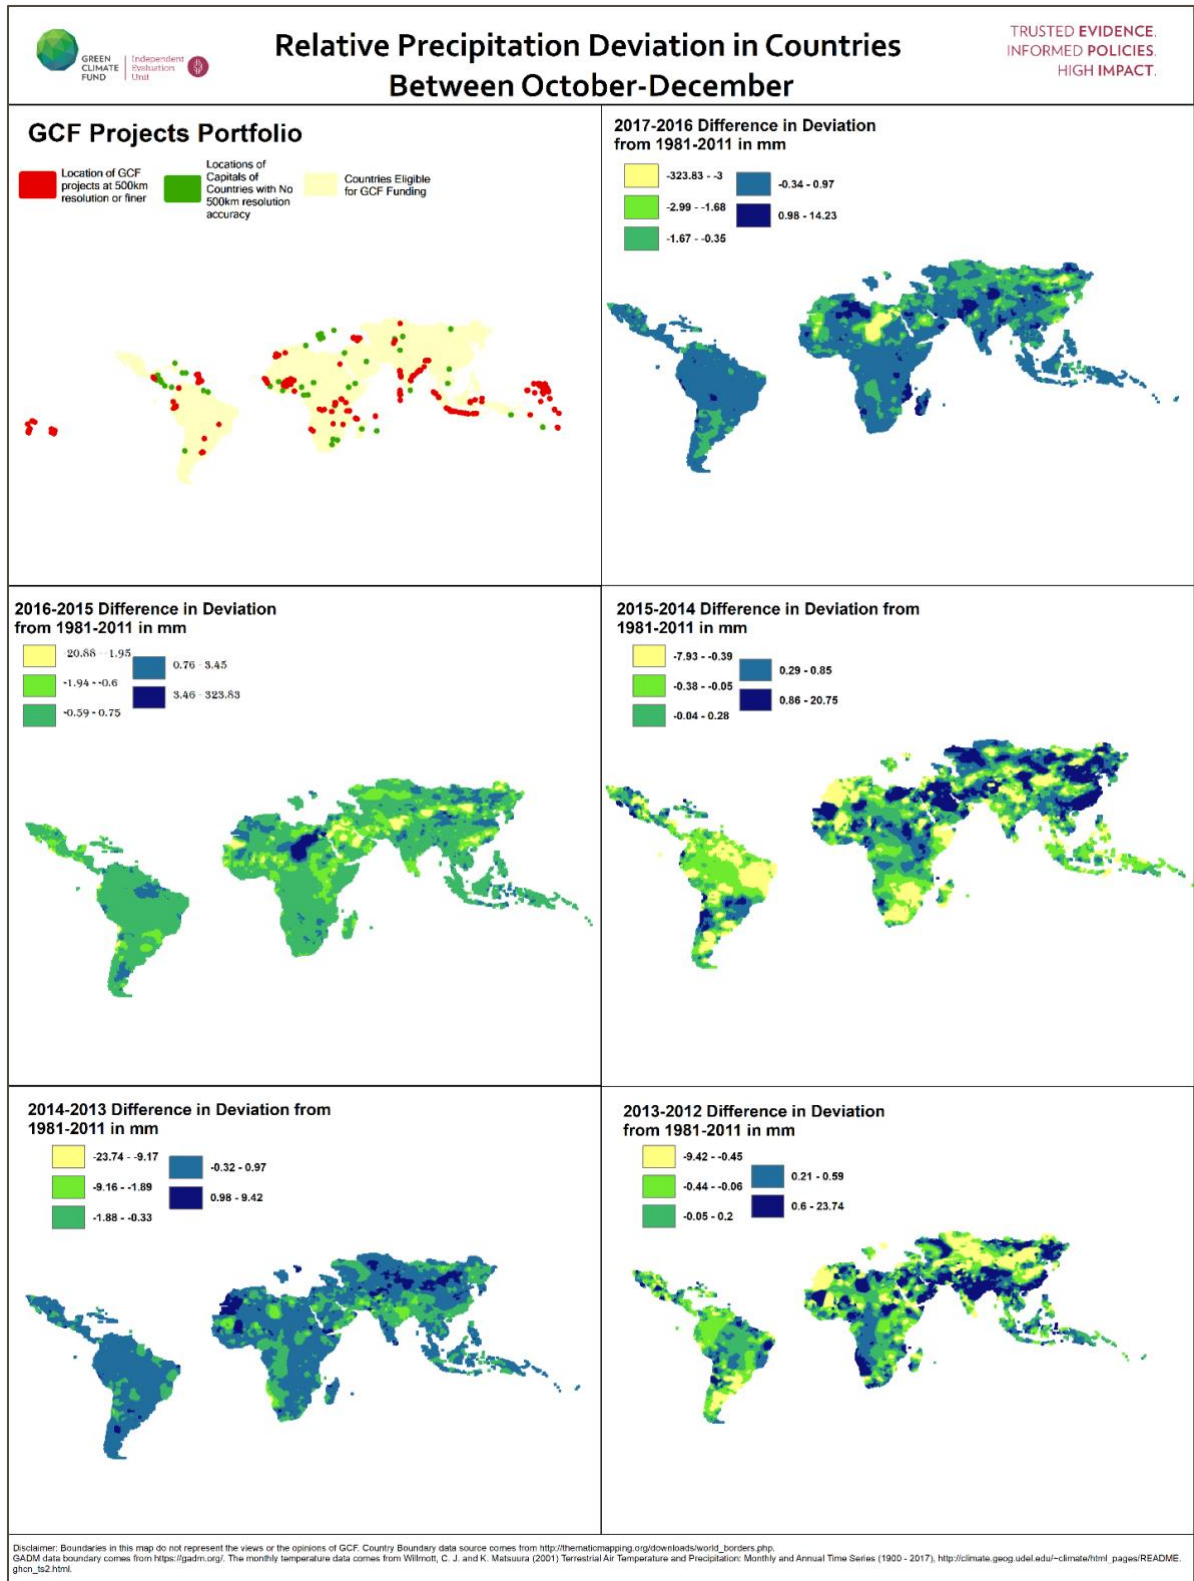 GREEN
CLIMATE
FUND
Independent
Evaluation
Unit
Relative Precipitation Deviation in Countries
Between October-December
TRUSTED EVIDENCE.
INFORMED POLICIES.
HIGH IMPACT.
GCF Projects Portfolio
Location of GCF
projects at 500km
resolution or finer
Locations of
Capitals of
Countries with No
500km resolution
accuracy
Countries Eligible
for GCF Funding
2017-2016 Difference in Deviation
from 1981-2011 in mm
-323.83 - -3
-2.99 - -1.68
-1.67 - -0.35
-0.34 - 0.97
0.98 - 14.23
2016-2015 Difference in Deviation
from 1981-2011 in mm
-20.88 - -1.95
-1.94 - -0.6
-0.59 - 0.75
0.76 - 3.45
3.46 - 323.83
2015-2014 Difference in Deviation from
1981-2011 in mm
-7.93 - -0.39
-0.38 - -0.05
-0.04 - 0.28
0.29 - 0.85
0.86 - 20.75
2014-2013 Difference in Deviation from
1981-2011 in mm
-23.74 - -9.17
-9.16 - -1.89
-1.88 - -0.33
-0.32 - 0.97
0.98 - 9.42
2013-2012 Difference in Deviation
from 1981-2011 in mm
-9.42 - -0.45
-0.44 - -0.06
-0.05 - 0.2
0.21 - 0.59
0.6 - 23.74
Disclaimer: Boundaries in this map do not represent the views or the opinions of GCF. Country Boundary data source comes from http://thematicmapping.org/downloads/world_borders.php.
GADM data boundary comes from https://gadm.org/. The monthly temperature data comes from Willmott, C. J. and K. Matsuura (2001) Terrestrial Air Temperature and Precipitation: Monthly and Annual Time Series (1900 - 2017), http://climate.geog.udel.edu/~climate/html_pages/README.
ghcn_ts2.html.